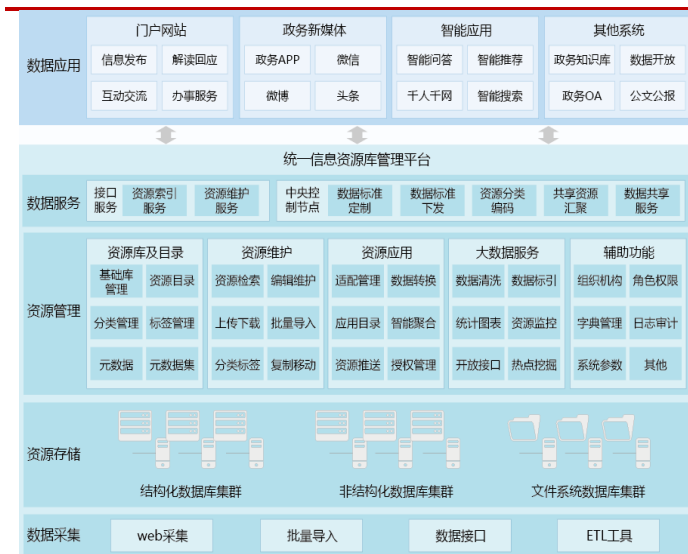 数据应用
门户网站
信息发布 解读回应
互动交流 办事服务
政务新媒体
政务APP 微信
微博 头条
智能应用
智能问答 智能推荐
千人千网 智能搜索
其他系统
政务知识库 数据开放
政务OA 公文公报
统一信息资源库管理平台
数据服务
接口
服务
资源索引
服务
资源维护
服务
中央控
制节点
数据标准
定制
数据标准
下发
资源分类
编码
共享资源
汇聚
数据共享
服务
资源管理
资源库及目录
基础库
管理
资源目录
分类管理 标签管理
元数据 元数据集
资源维护
资源检索 编辑维护
上传下载 批量导入
分类标签 复制移动
资源应用
适配管理 数据转换
应用目录 智能聚合
资源推送 授权管理
大数据服务
数据清洗 数据标引
统计图表 资源监控
开放接口 热点挖掘
辅助功能
组织机构 角色权限
字典管理 日志审计
系统参数 其他
资源存储
结构化数据库集群
非结构化数据库集群
文件系统数据库集群
数据采集
web采集
批量导入
数据接口
ETL工具